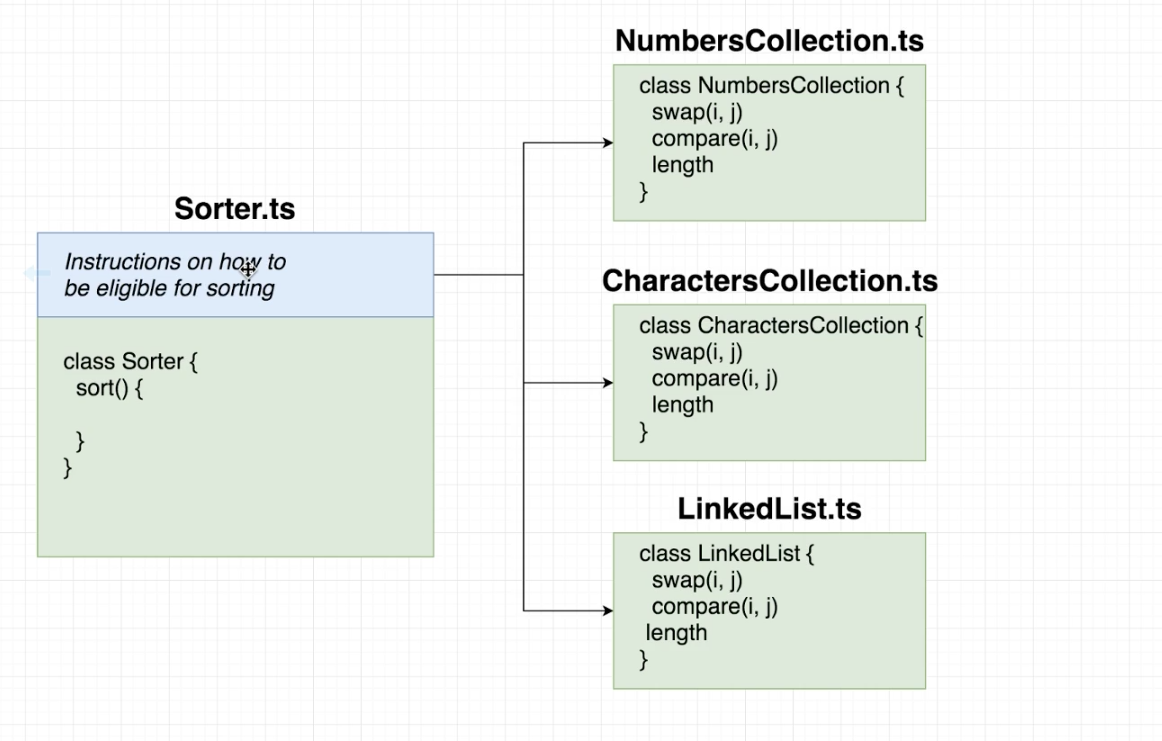 Sorter.ts
Instructions on how to
be eligible for sorting
class Sorter {
sort() {
}
}
NumbersCollection.ts
class NumbersCollection {
swap(i, j)
compare(i, j)
length
}
CharactersCollection.ts
class CharactersCollection {
swap(i, j)
compare(i, j)
length
}
LinkedList.ts
class LinkedList {
swap(i, j)
compare(i, j)
length
}